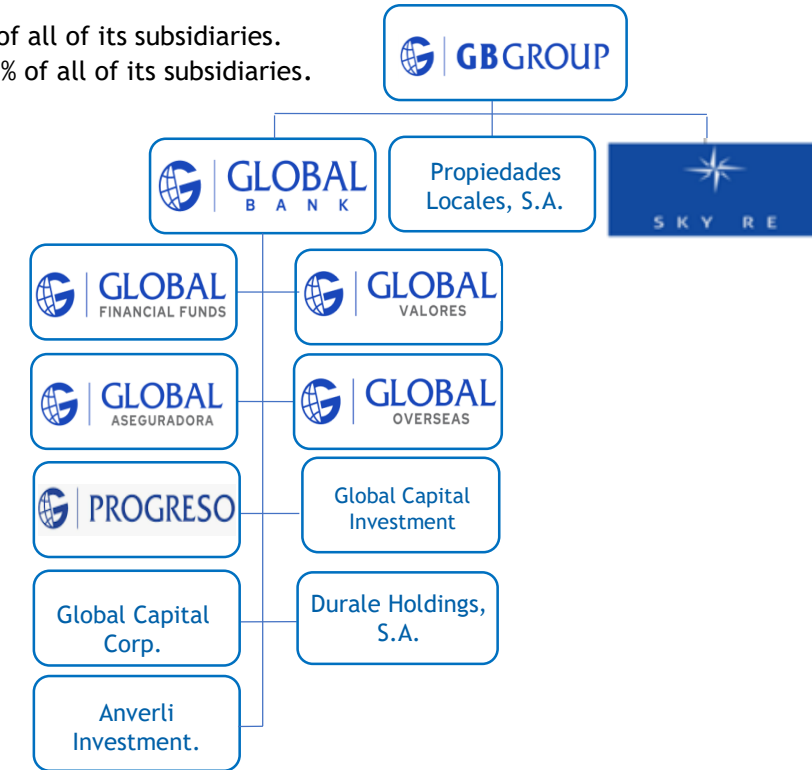 of all of its subsidiaries.
% of all of its subsidiaries.
GBGROUP
GLOBAL
BANK
Propiedades
Locales, S.A.
SKY RE
GLOBAL
FINANCIAL FUNDS
GLOBAL
VALORES
GLOBAL
ASEGURADORA
GLOBAL
OVERSEAS
PROGRESO
Global Capital
Investment
Global Capital
Corp.
Durale Holdings,
S.A.
Anverli
Investment.